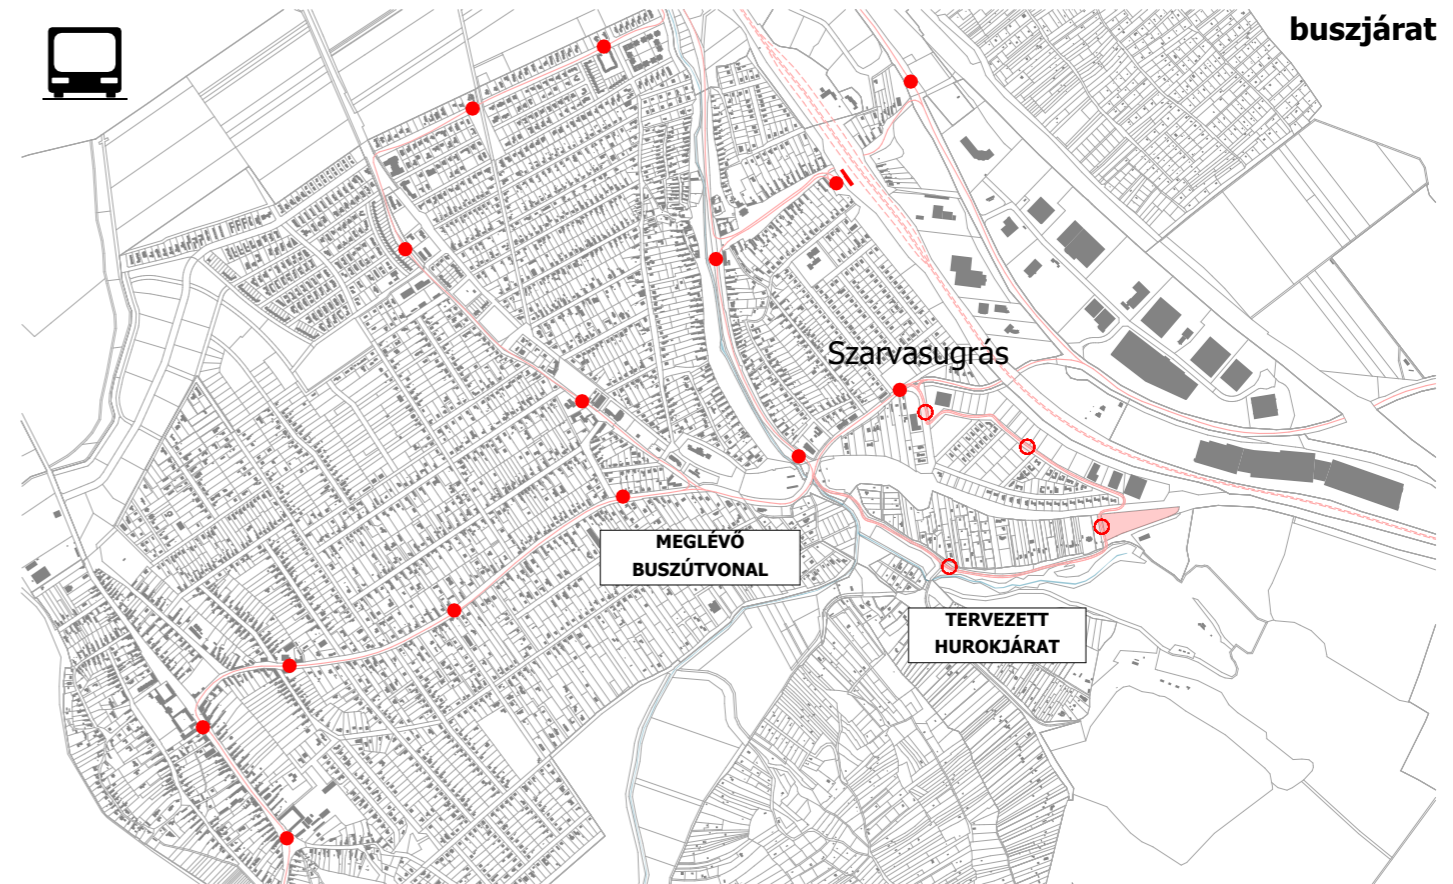 buszjárat
Szarvasugrás
MEGLÉVŐ
BUSZÚTVONAL
TERVEZETT
HUROKJÁRAT